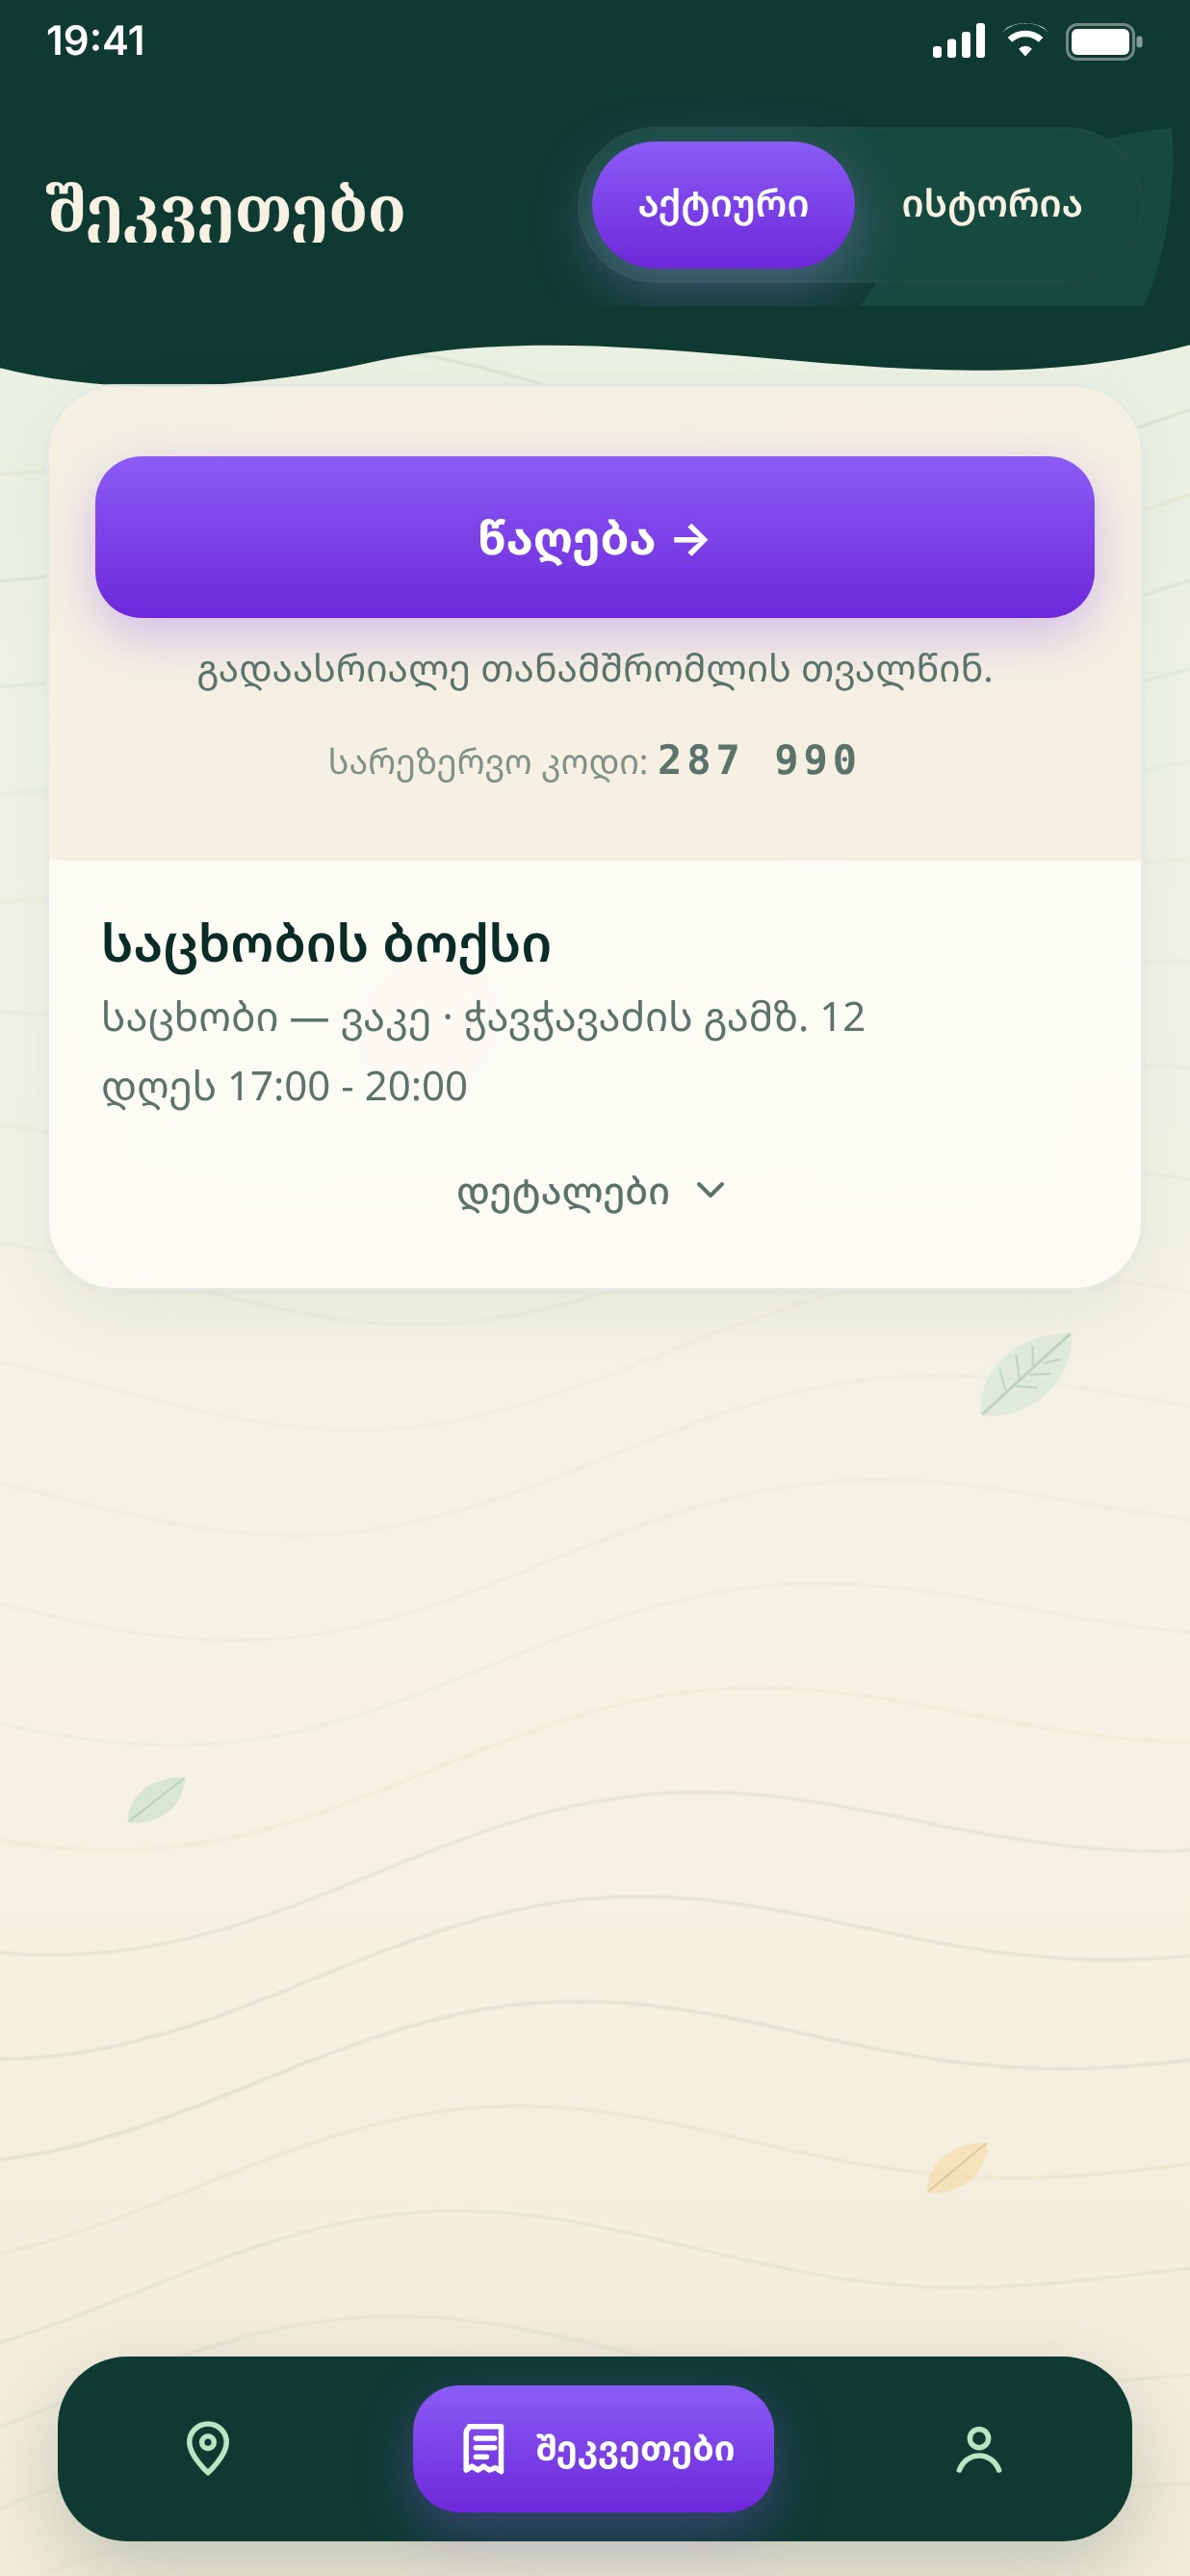 19:41
შეკვეთები
აქტიური
ისტორია
წაღება →
გადაასრიალე თანამშრომლის თვალწინ.
სარეზერვო კოდი: 287 990
საცხობის ბოქსი
საცხობი — ვაკე · ჭავჭავაძის გამზ. 12
დღეს 17:00 - 20:00
დეტალები
შეკვეთები